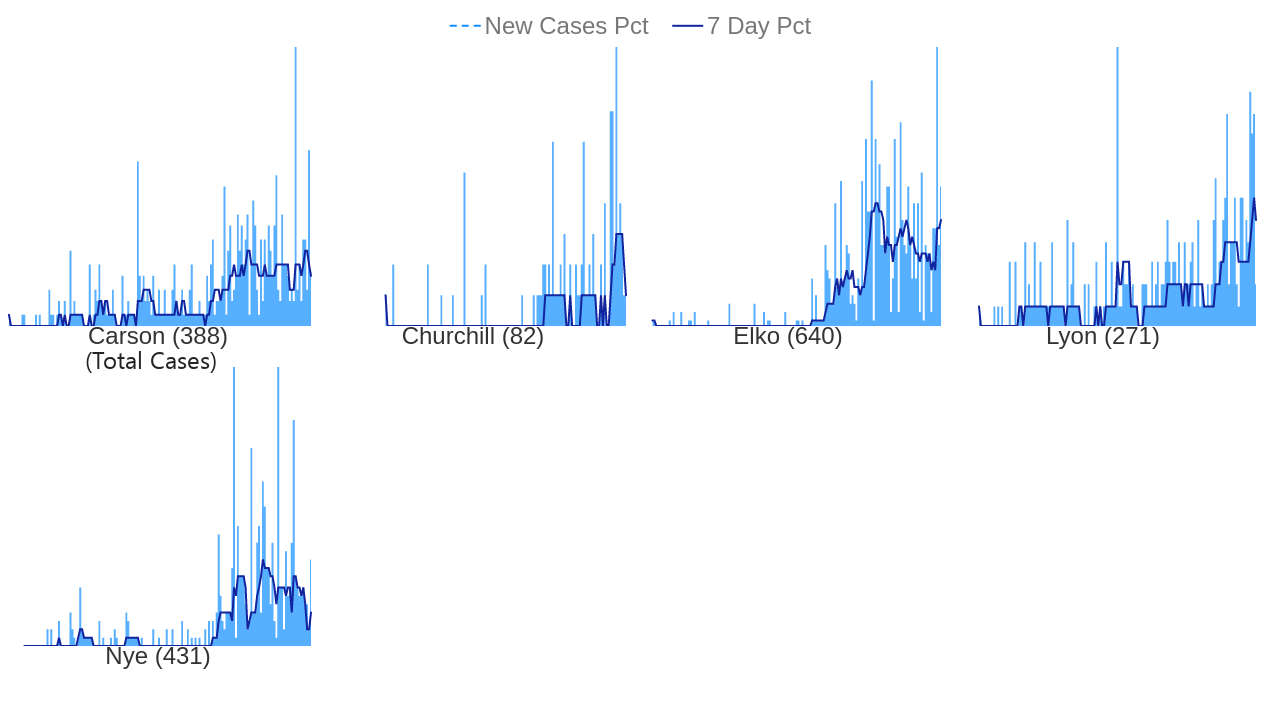 New Cases Pct 7 Day Pct
Carson (388) Churchill (82) Elko (640) Lyon (271)
(Total Cases)
Nye (431)